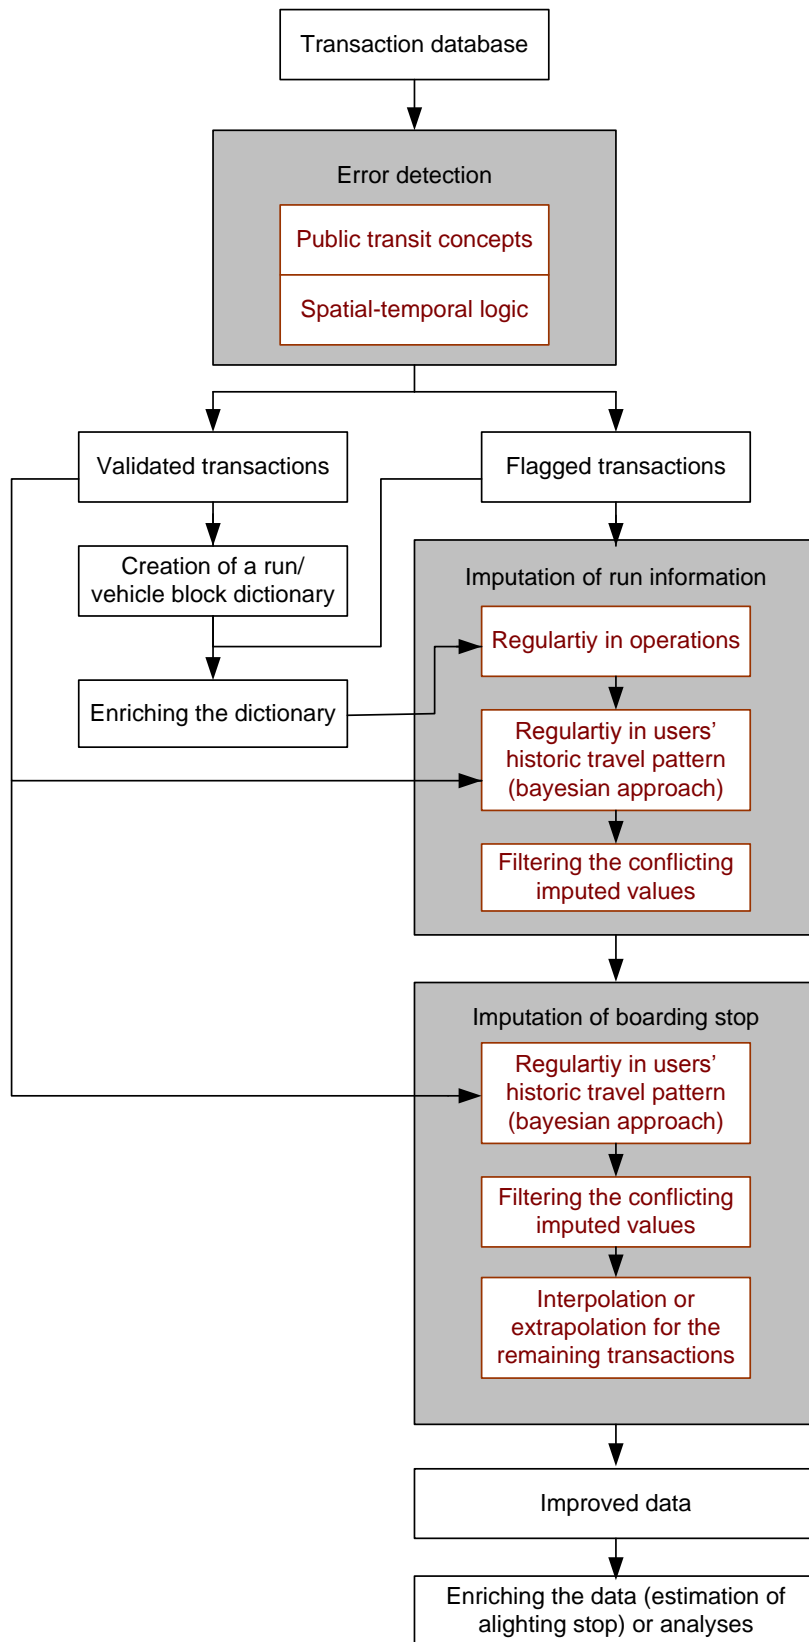 Transaction database
Error detection
Public transit concepts
Spatial-temporal logic
Validated transactions
Flagged transactions
Creation of a run/
vehicle block dictionary
Enriching the dictionary
Imputation of run information
Regulartiy in operations
Regulartiy in users'
historic travel pattern
(bayesian approach)
Filtering the conflicting
imputed values
Imputation of boarding stop
Regulartiy in users'
historic travel pattern
(bayesian approach)
Filtering the conflicting
imputed values
Interpolation or
extrapolation for the
remaining transactions
Improved data
Enriching the data (estimation of
alighting stop) or analyses